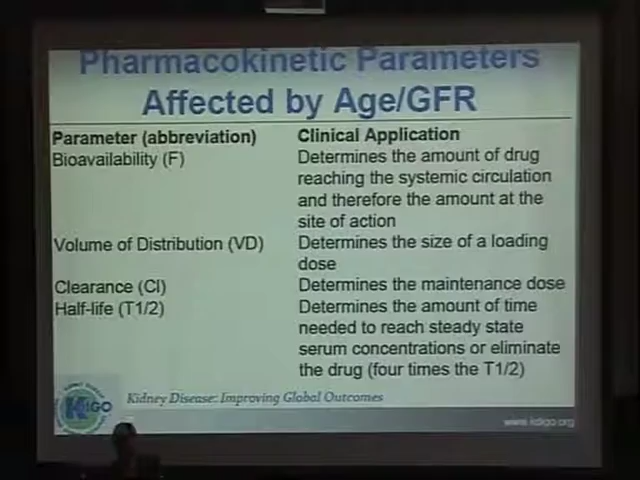 Pharmacokinetic Parameters
Affected by Age/GFR
Parameter (abbreviation) Clinical Application
Bioavailability (F) Determines the amount of drug
reaching the systemic circulation
and therefore the amount at the
site of action
Volume of Distribution (VD) Determines the size of a loading
dose
Clearance (Cl) Determines the maintenance dose
Half-life (T1/2) Determines the amount of time
needed to reach steady state
serum concentrations or eliminate
the drug (four times the T1/2)
KDIGO
Kidney Disease: Improving Global Outcomes
www.kdigo.org